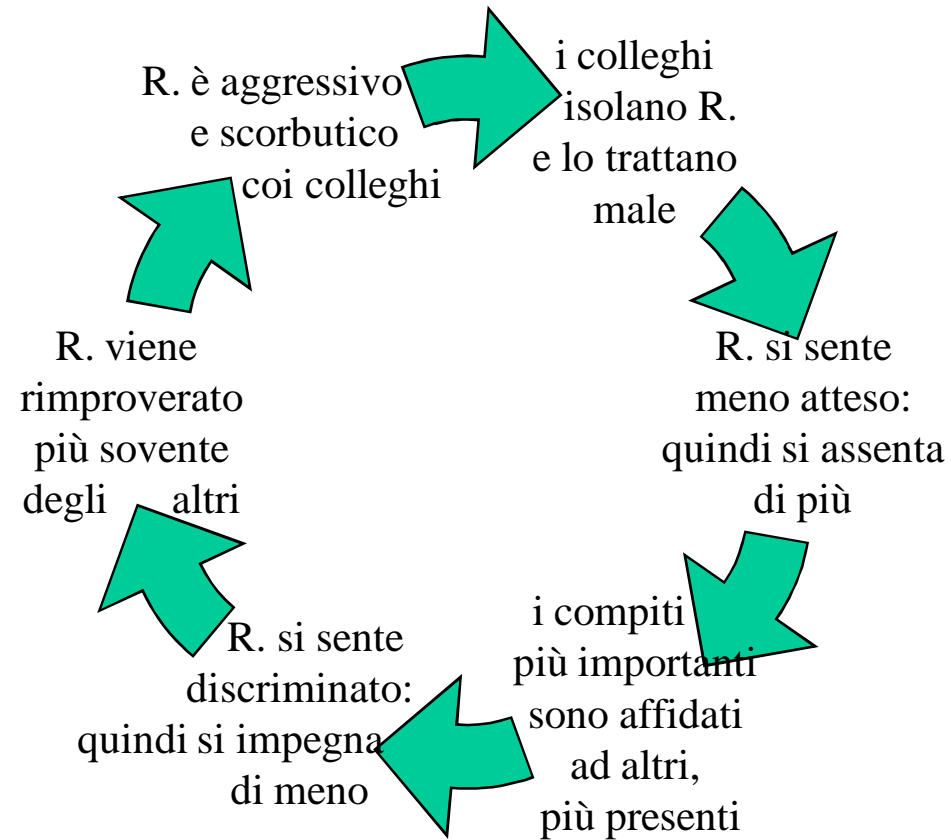 R. è aggressivo
e scorbutico
coi colleghi
i colleghi
isolano R.
e lo trattano
male
R. si sente
meno atteso:
quindi si assenta
di più
i compiti
più importanti
sono affidati
ad altri,
più presenti
R. si sente
discriminato:
quindi si impegna
di meno
R. viene
rimproverato
più sovente
degli altri